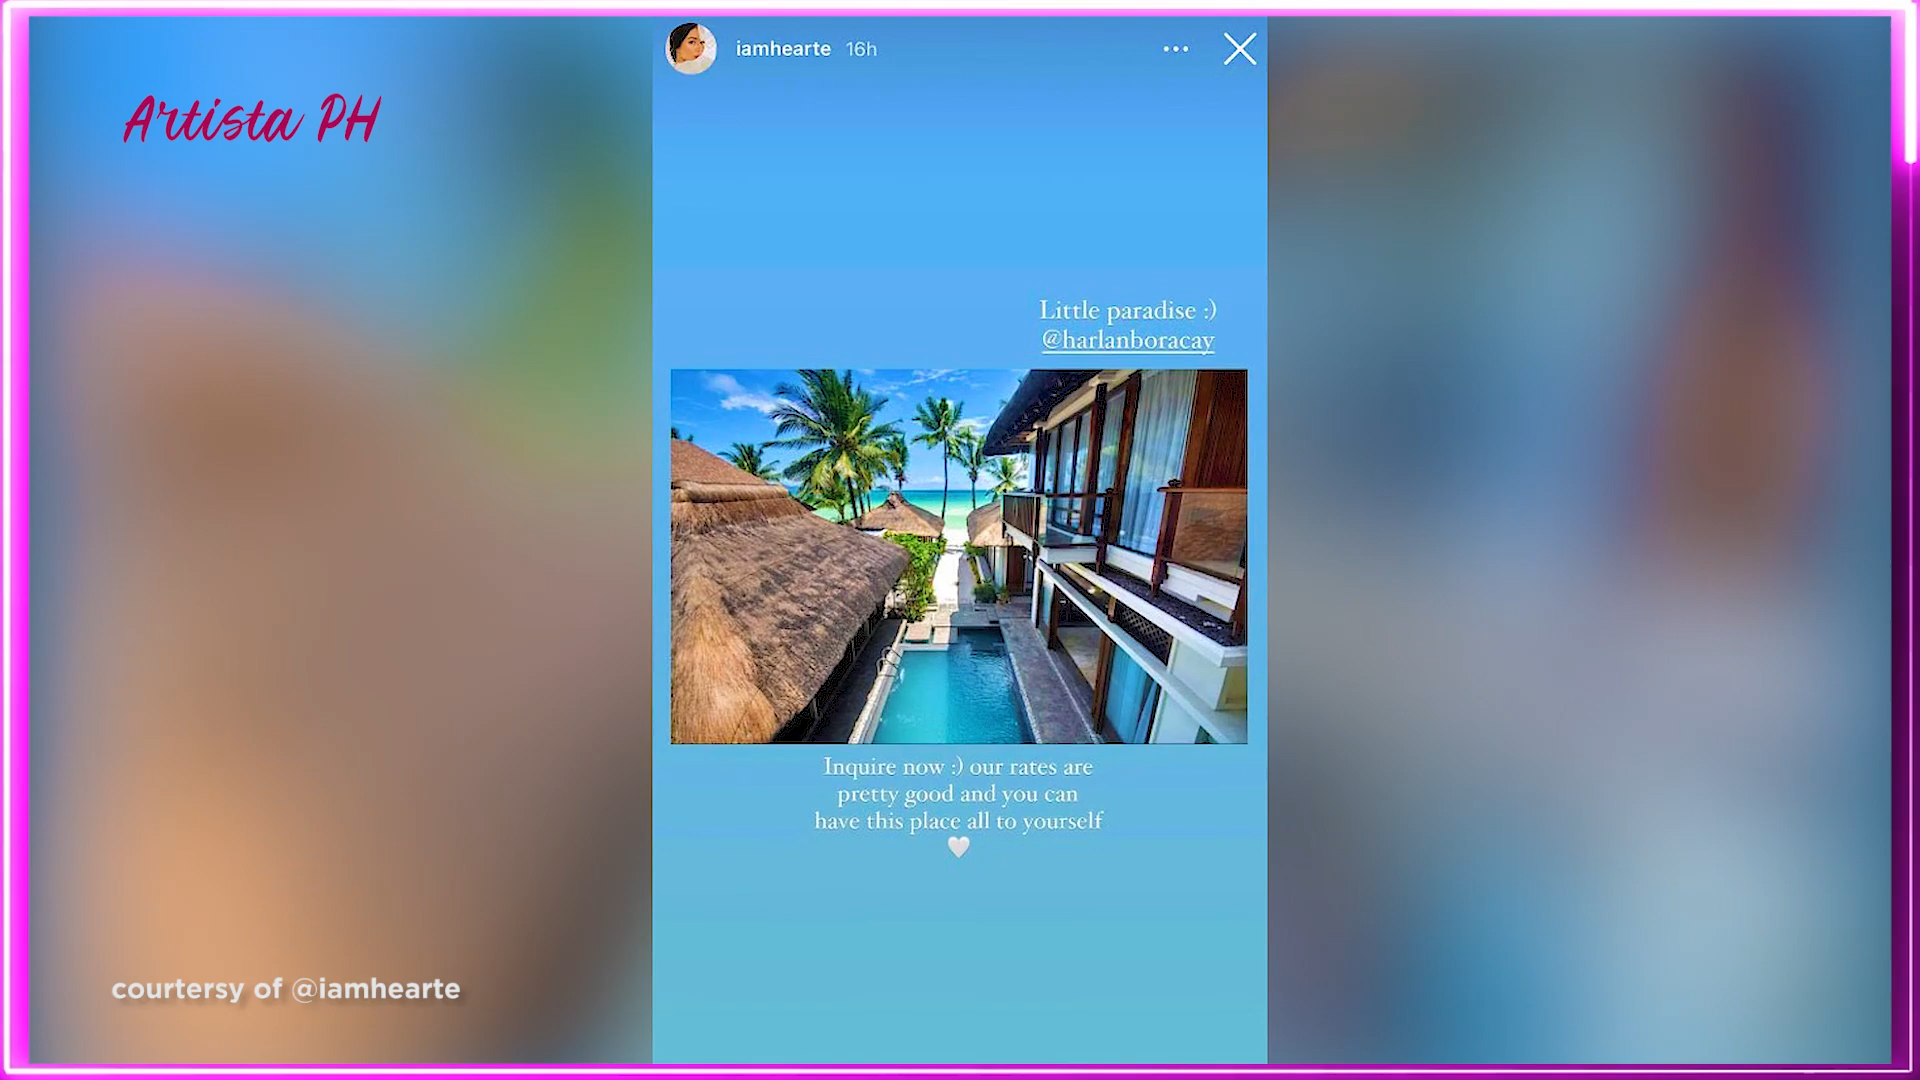 iamhearte 16h
Artista PH
Little paradise :)
@harlanboracay
Inquire now :) our rates are
pretty good and you can
have this place all to yourself
🤍
courtersy of @iamhearte